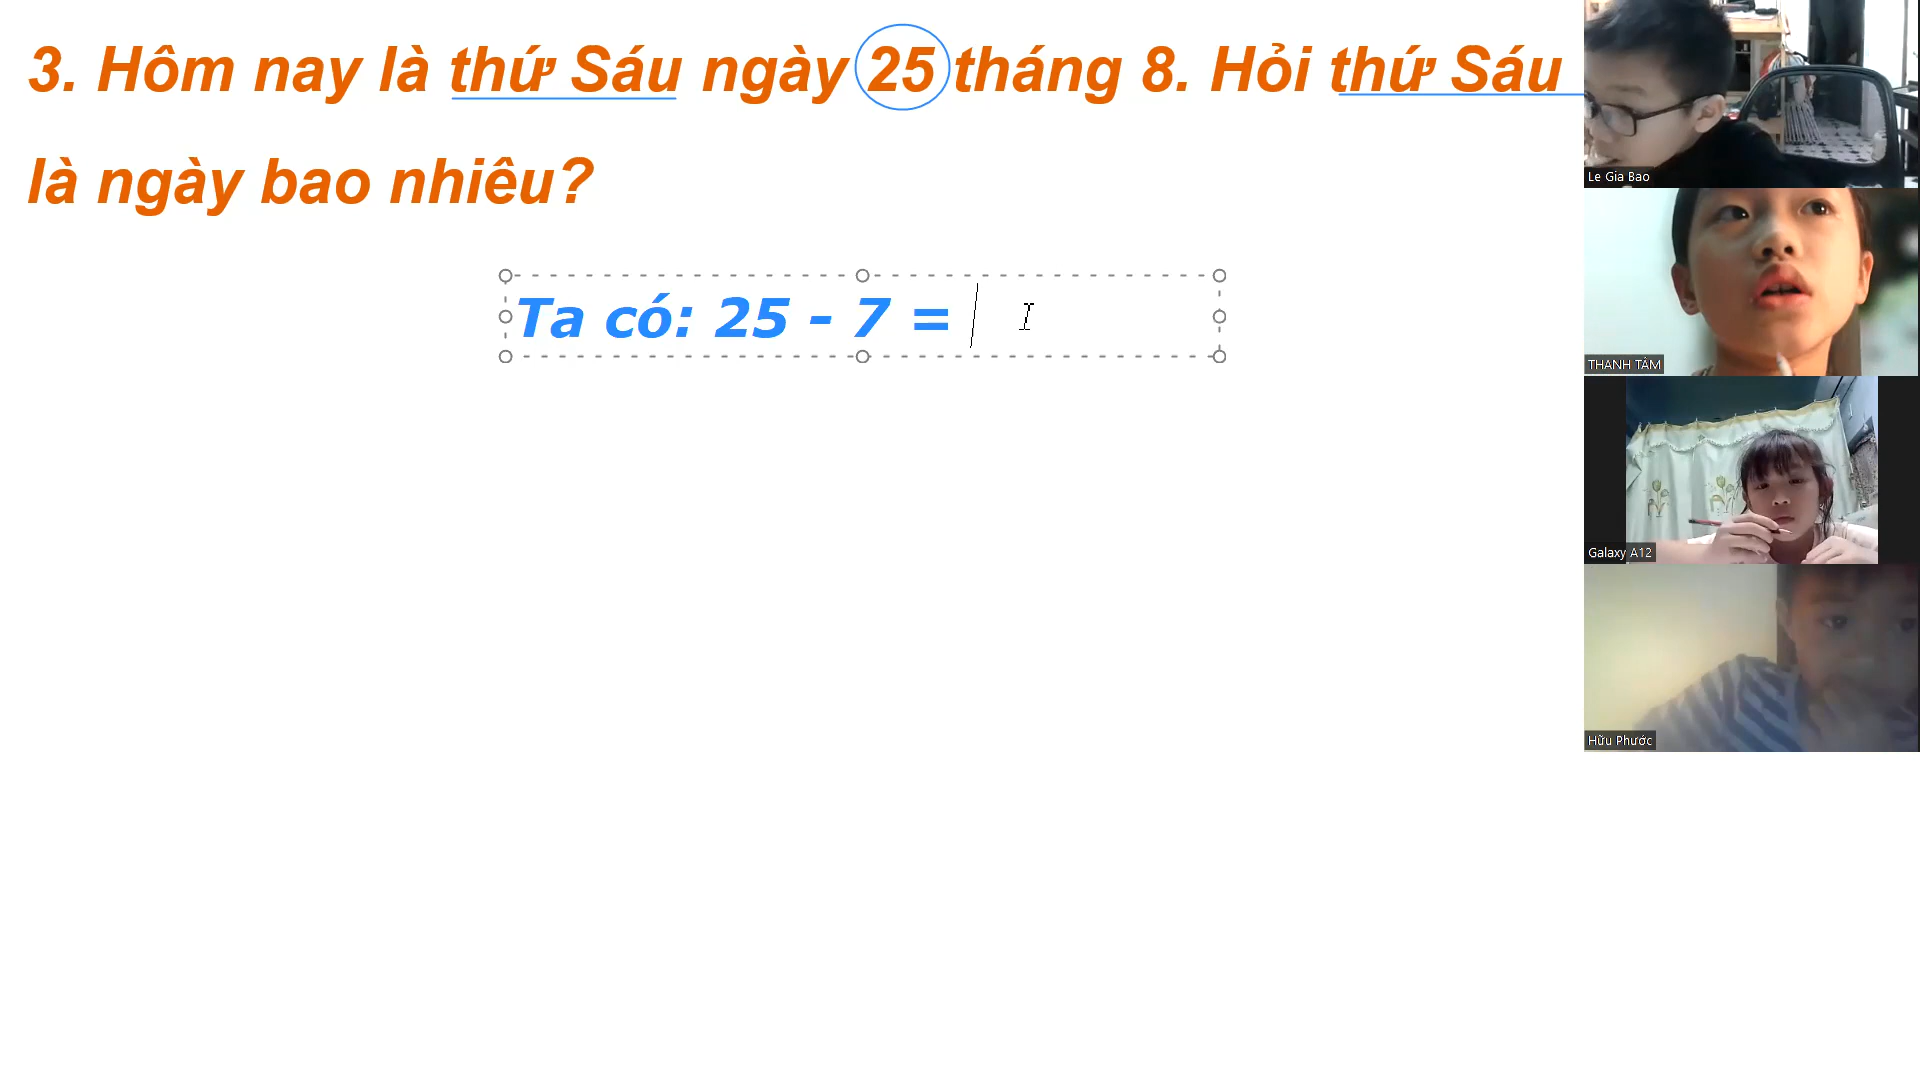 3. Hôm nay là thứ Sáu ngày 25 tháng 8. Hỏi thứ Sáu
là ngày bao nhiêu?
Ta có: 25 - 7 =
Le Gia Bao
THANH TÂM
Galaxy A12
Hữu Phước